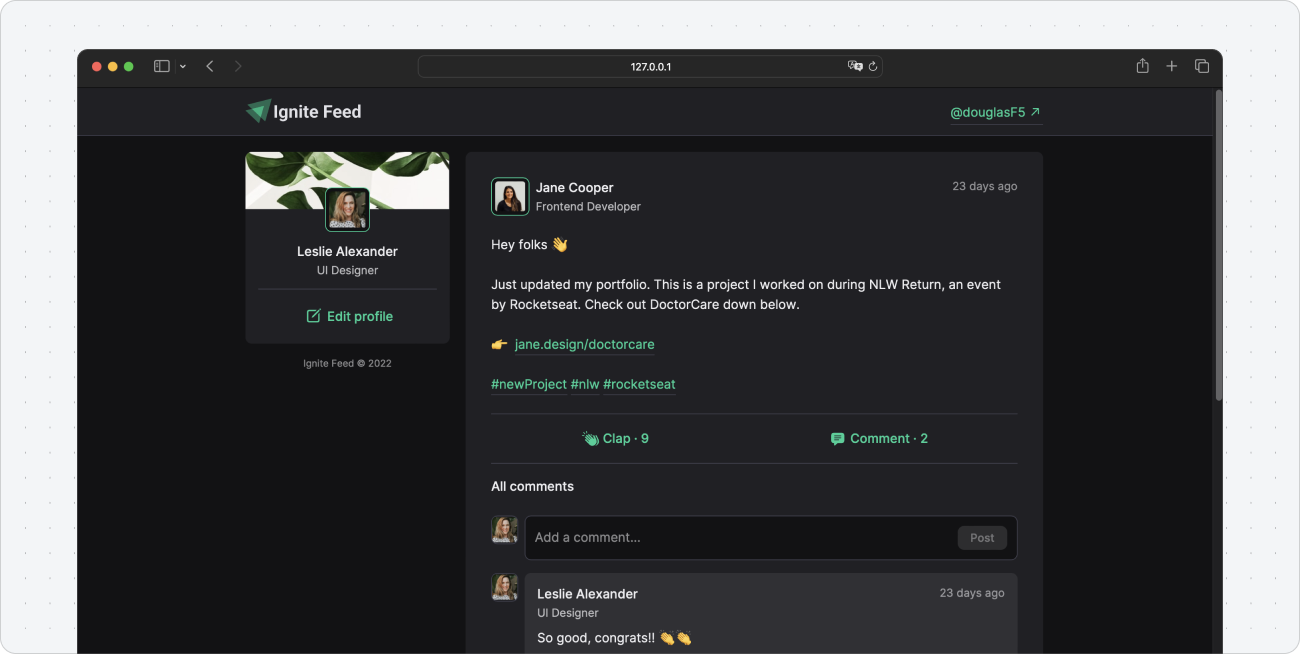 127.0.0.1
Ignite Feed
@douglasF5
Leslie Alexander
UI Designer
Edit profile
Ignite Feed © 2022
Jane Cooper
23 days ago
Frontend Developer
Hey folks 👋
Just updated my portfolio. This is a project I worked on during NLW Return, an event
by Rocketseat. Check out DoctorCare down below.
👉 jane.design/doctorcare
#newProject #nlw #rocketseat
Clap · 9
Comment · 2
All comments
Add a comment...
Post
Leslie Alexander
23 days ago
UI Designer
So good, congrats!! 👏👏